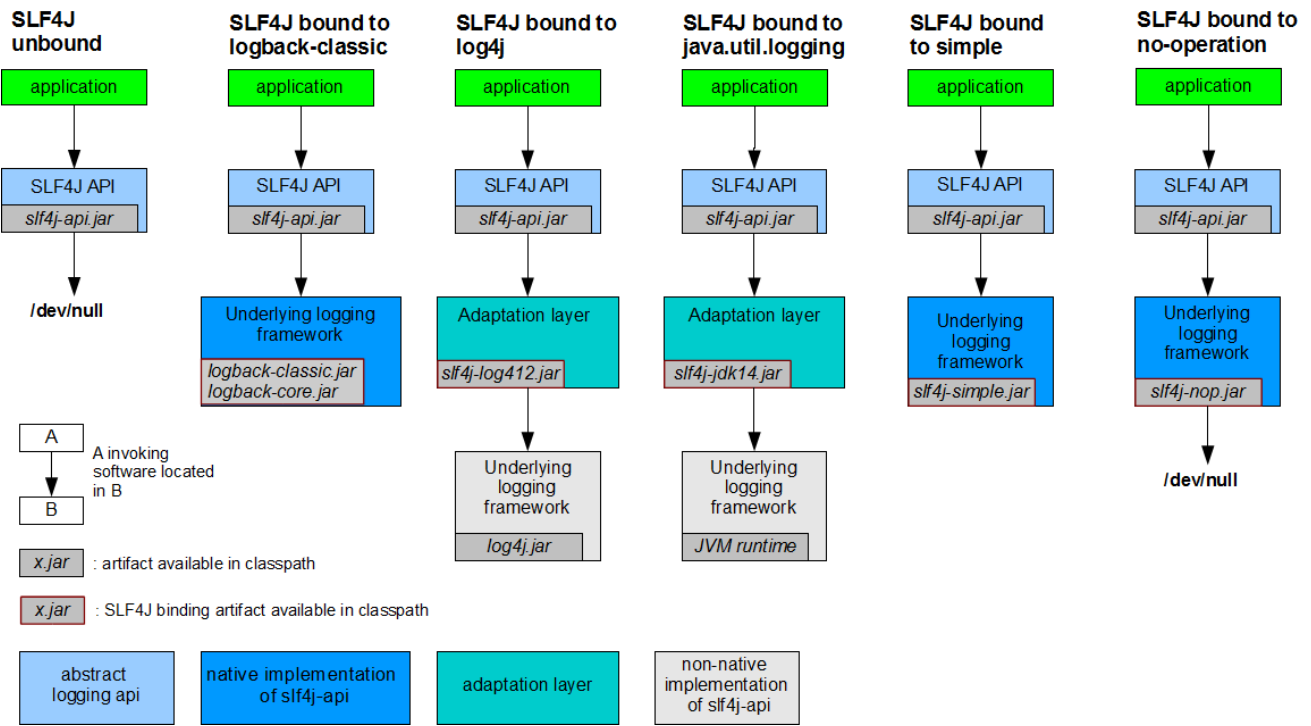 SLF4J
unbound
SLF4J bound to
logback-classic
SLF4J bound to
log4j
SLF4J bound to
java.util.logging
SLF4J bound
to simple
SLF4J bound to
no-operation
application
application
application
application
application
application
SLF4J API
slf4j-api.jar
SLF4J API
slf4j-api.jar
SLF4J API
slf4j-api.jar
SLF4J API
slf4j-api.jar
SLF4J API
slf4j-api.jar
SLF4J API
slf4j-api.jar
/dev/null
Underlying logging
framework
logback-classic.jar
logback-core.jar
Adaptation layer
slf4j-log412.jar
Adaptation layer
slf4j-jdk14.jar
Underlying
logging
framework
slf4j-simple.jar
Underlying
logging
framework
slf4j-nop.jar
A
B
A invoking
software located
in B
Underlying
logging
framework
log4j.jar
Underlying
logging
framework
JVM runtime
/dev/null
x.jar : artifact available in classpath
x.jar : SLF4J binding artifact available in classpath
abstract
logging api
native implementation
of slf4j-api
adaptation layer
non-native
implementation
of slf4j-api